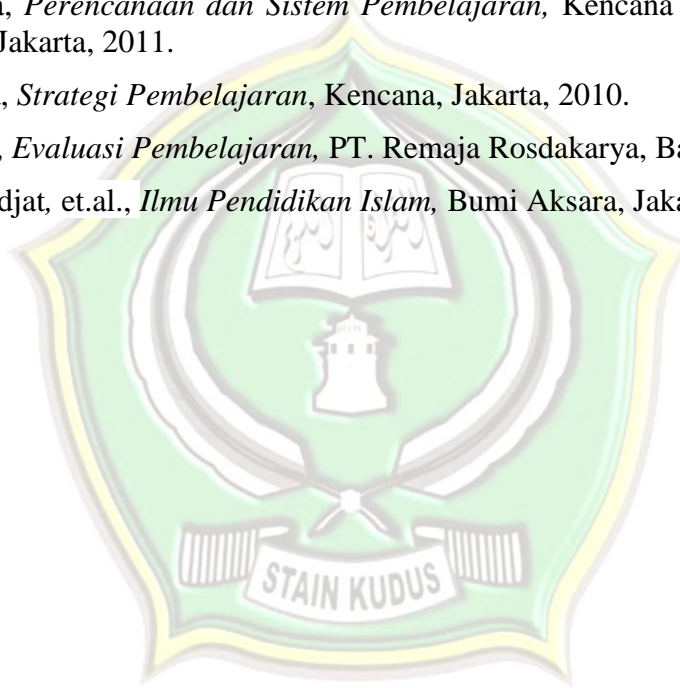 a, Perencanaan dan Sistem Pembelajaran, Kencana
Jakarta, 2011.
, Strategi Pembelajaran, Kencana, Jakarta, 2010.
, Evaluasi Pembelajaran, PT. Remaja Rosdakarya, Ba
djat, et.al., Ilmu Pendidikan Islam, Bumi Aksara, Jaka
STAIN KUDUS